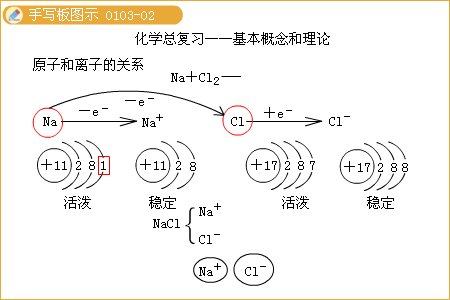 手写板图示 0103-02
化学总复习——基本概念和理论
原子和离子的关系
Na+Cl₂—
—e⁻
Na —e⁻ Na⁺ Cl +e⁻ Cl⁻
+11 2 8 1 +11 2 8 +17 2 8 7 +17 2 8 8
活泼 稳定 活泼 稳定
NaCl { Na⁺
Cl⁻
Na⁺ Cl⁻